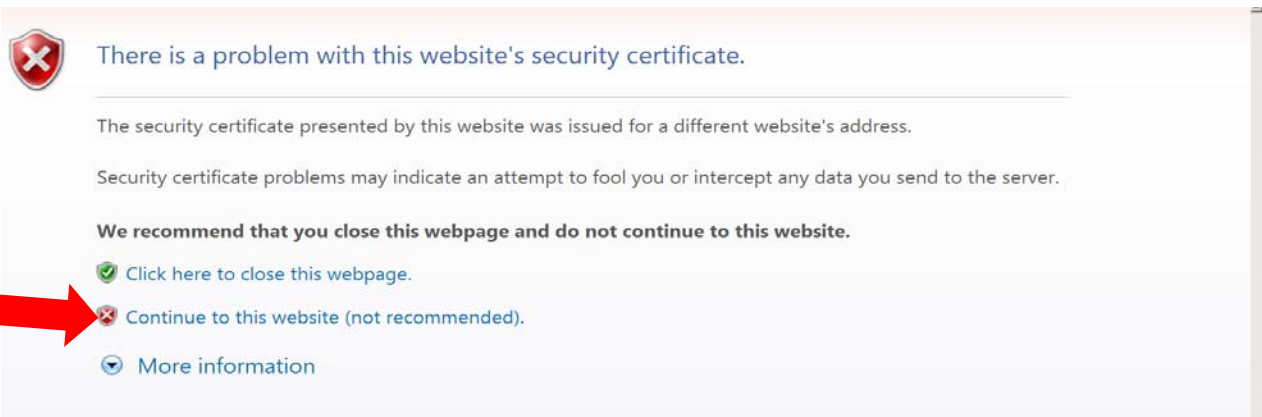 There is a problem with this website's security certificate.
The security certificate presented by this website was issued for a different website's address.
Security certificate problems may indicate an attempt to fool you or intercept any data you send to the server.
We recommend that you close this webpage and do not continue to this website.
Click here to close this webpage.
Continue to this website (not recommended).
More information